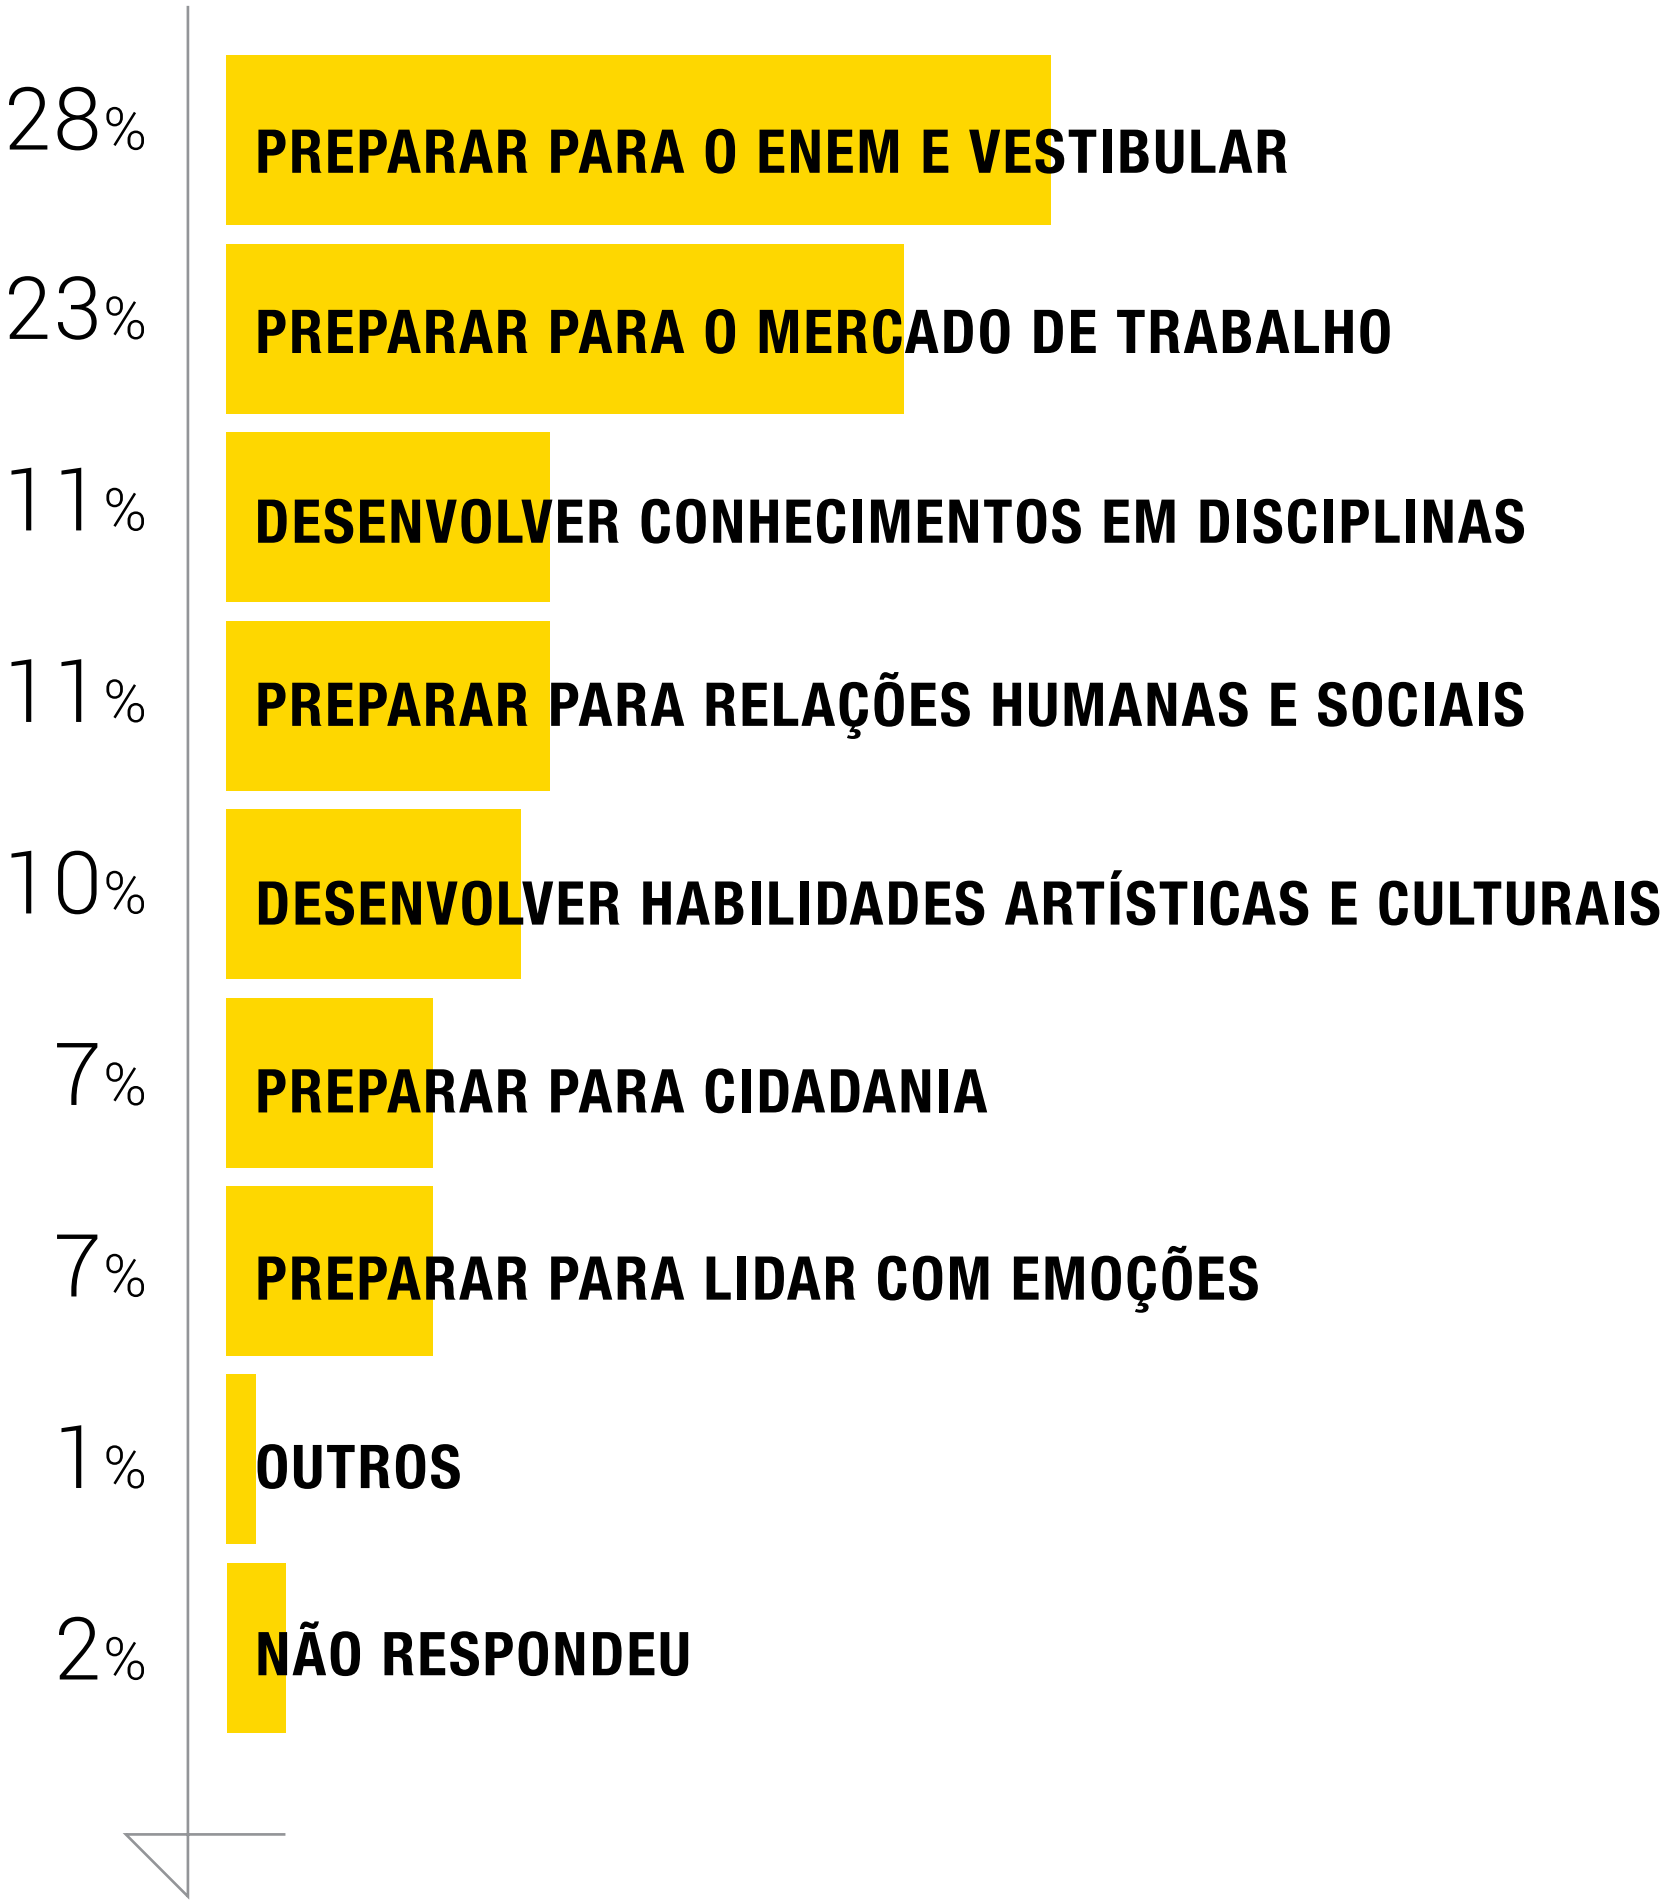 28%
PREPARAR PARA O ENEM E VESTIBULAR
23%
PREPARAR PARA O MERCADO DE TRABALHO
11%
DESENVOLVER CONHECIMENTOS EM DISCIPLINAS
11%
PREPARAR PARA RELAÇÕES HUMANAS E SOCIAIS
10%
DESENVOLVER HABILIDADES ARTÍSTICAS E CULTURAIS
7%
PREPARAR PARA CIDADANIA
7%
PREPARAR PARA LIDAR COM EMOÇÕES
1%
OUTROS
2%
NÃO RESPONDEU